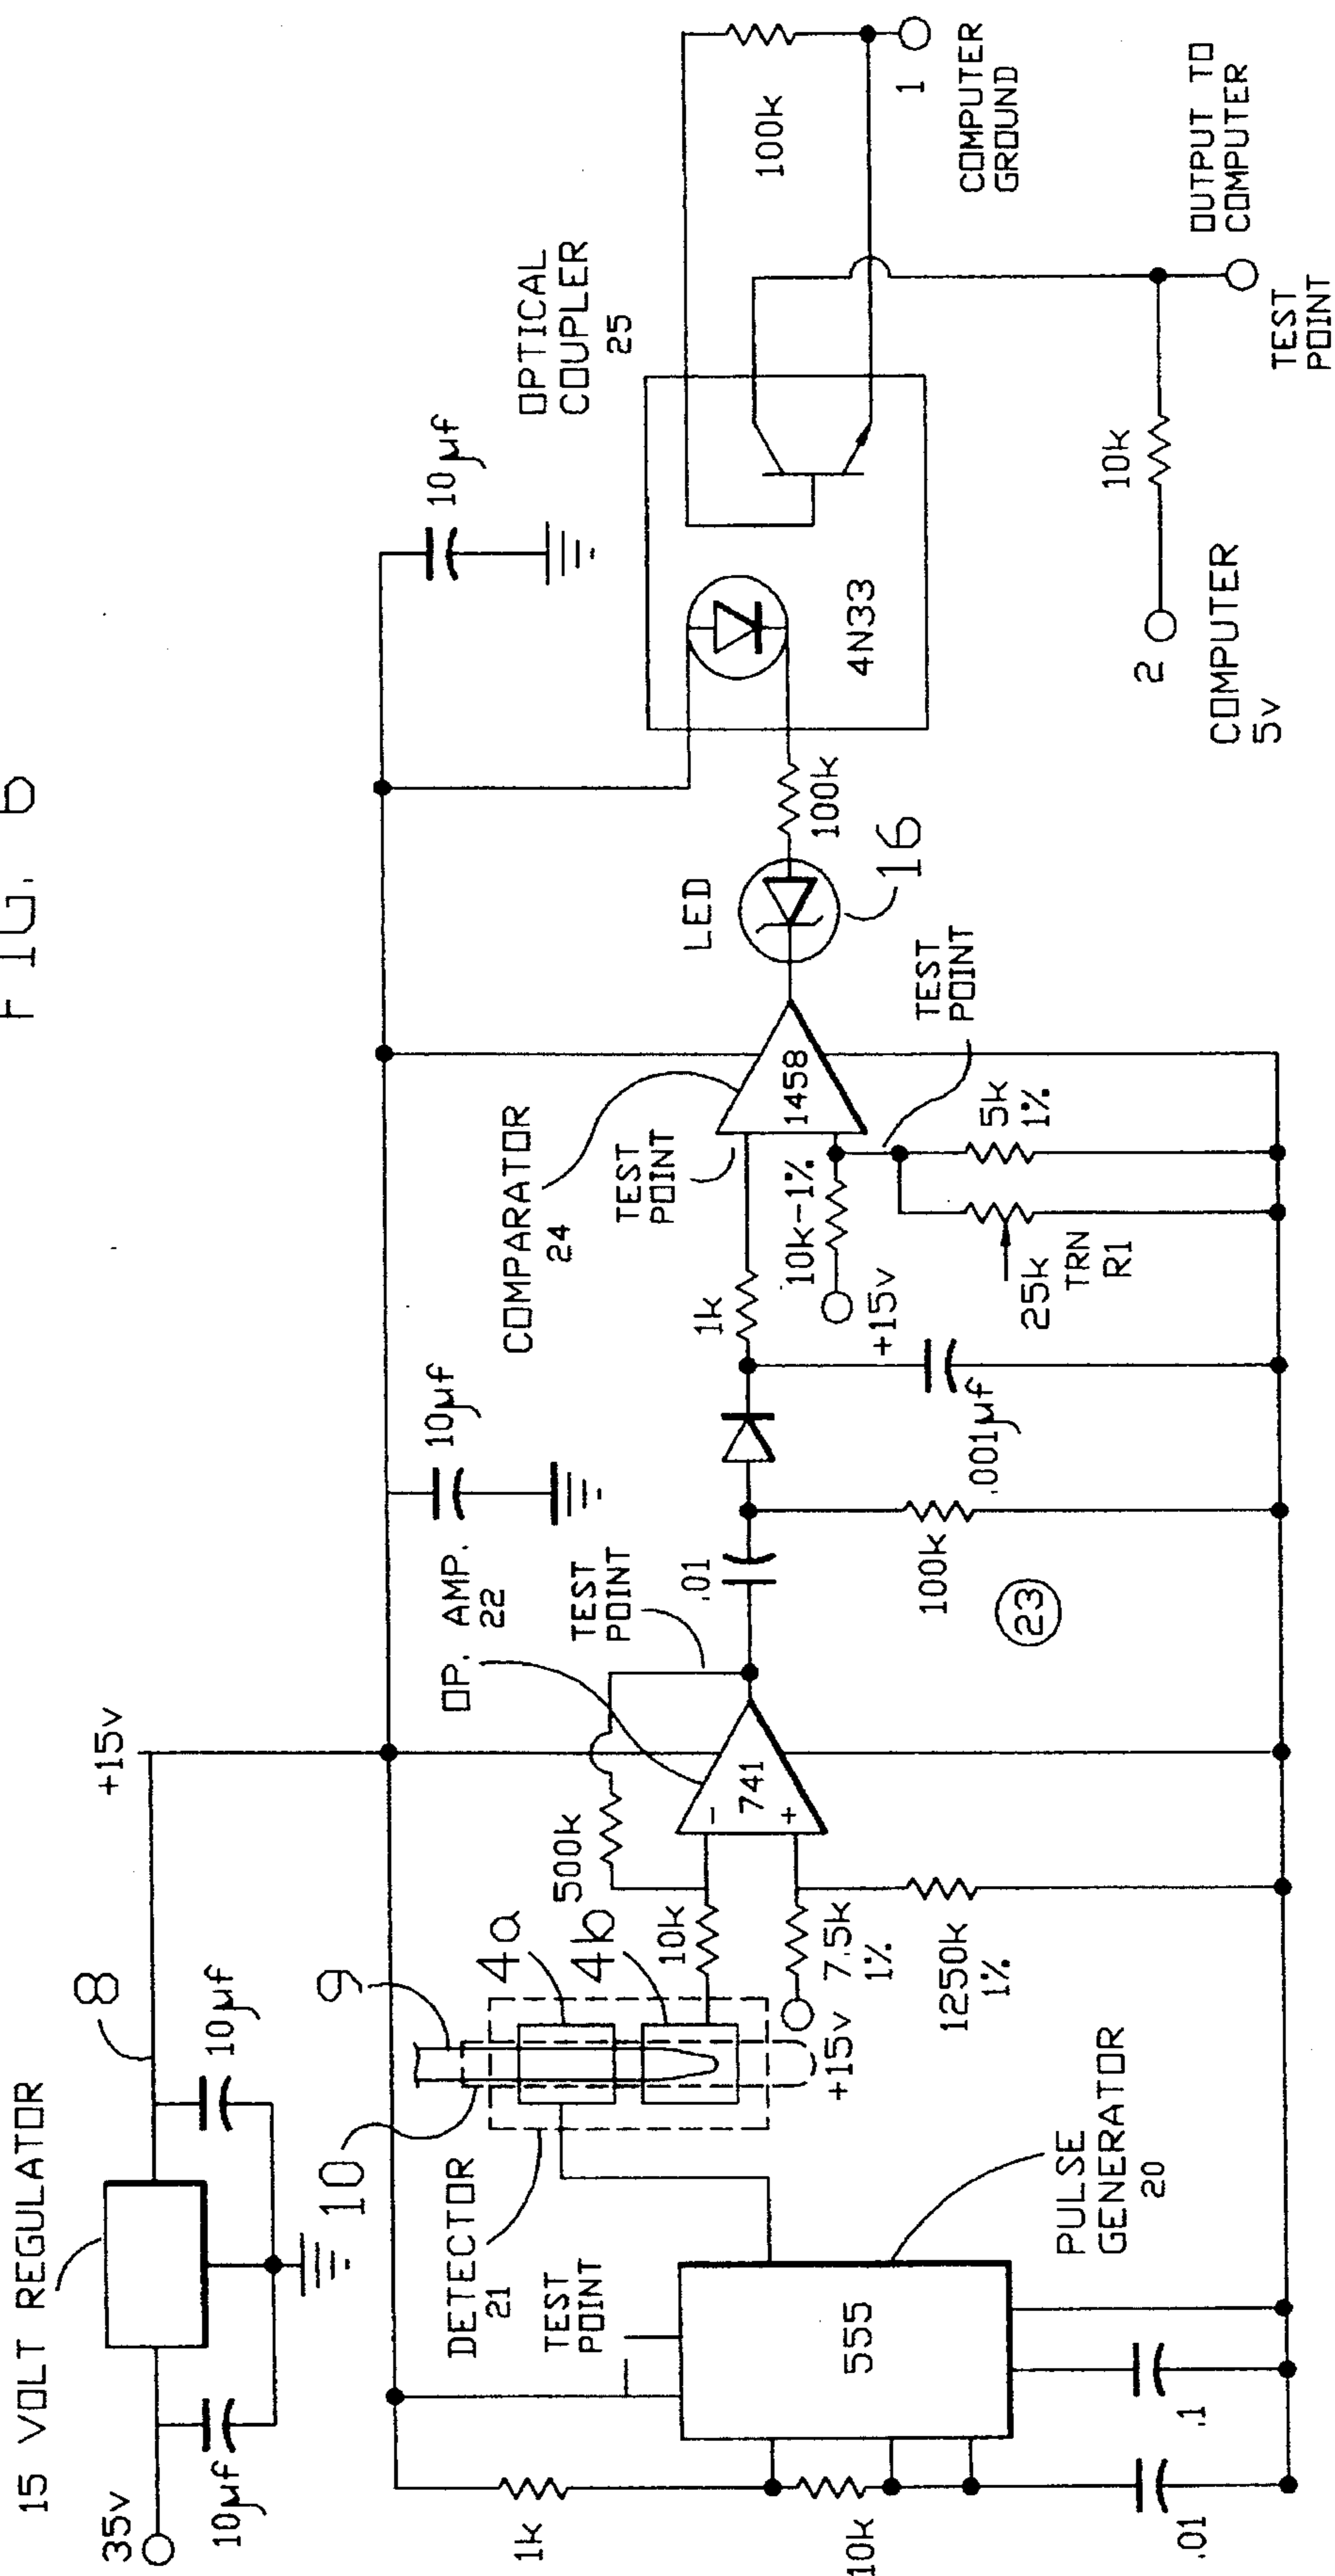 FIG. 6
15 VOLT REGULATOR
35v
10µf
10µf
8
+15v
9
10
DETECTOR
21
4a
4b
TEST
POINT
555
PULSE
GENERATOR
20
1k
10k
.01
.1
10k
500k
+15v
7.5k
1%
1250k
1%
OP. AMP.
22
741
-
+
TEST
POINT
10µf
.01
100k
23
.001µf
1k
COMPARATOR
24
TEST
POINT
1458
10k-1%
+15v
25k
TRN
R1
5k
1%
TEST
POINT
LED
16
100k
10µf
OPTICAL
COUPLER
25
4N33
100k
1
COMPUTER
GROUND
OUTPUT TO
COMPUTER
TEST
POINT
10k
2
COMPUTER
5v